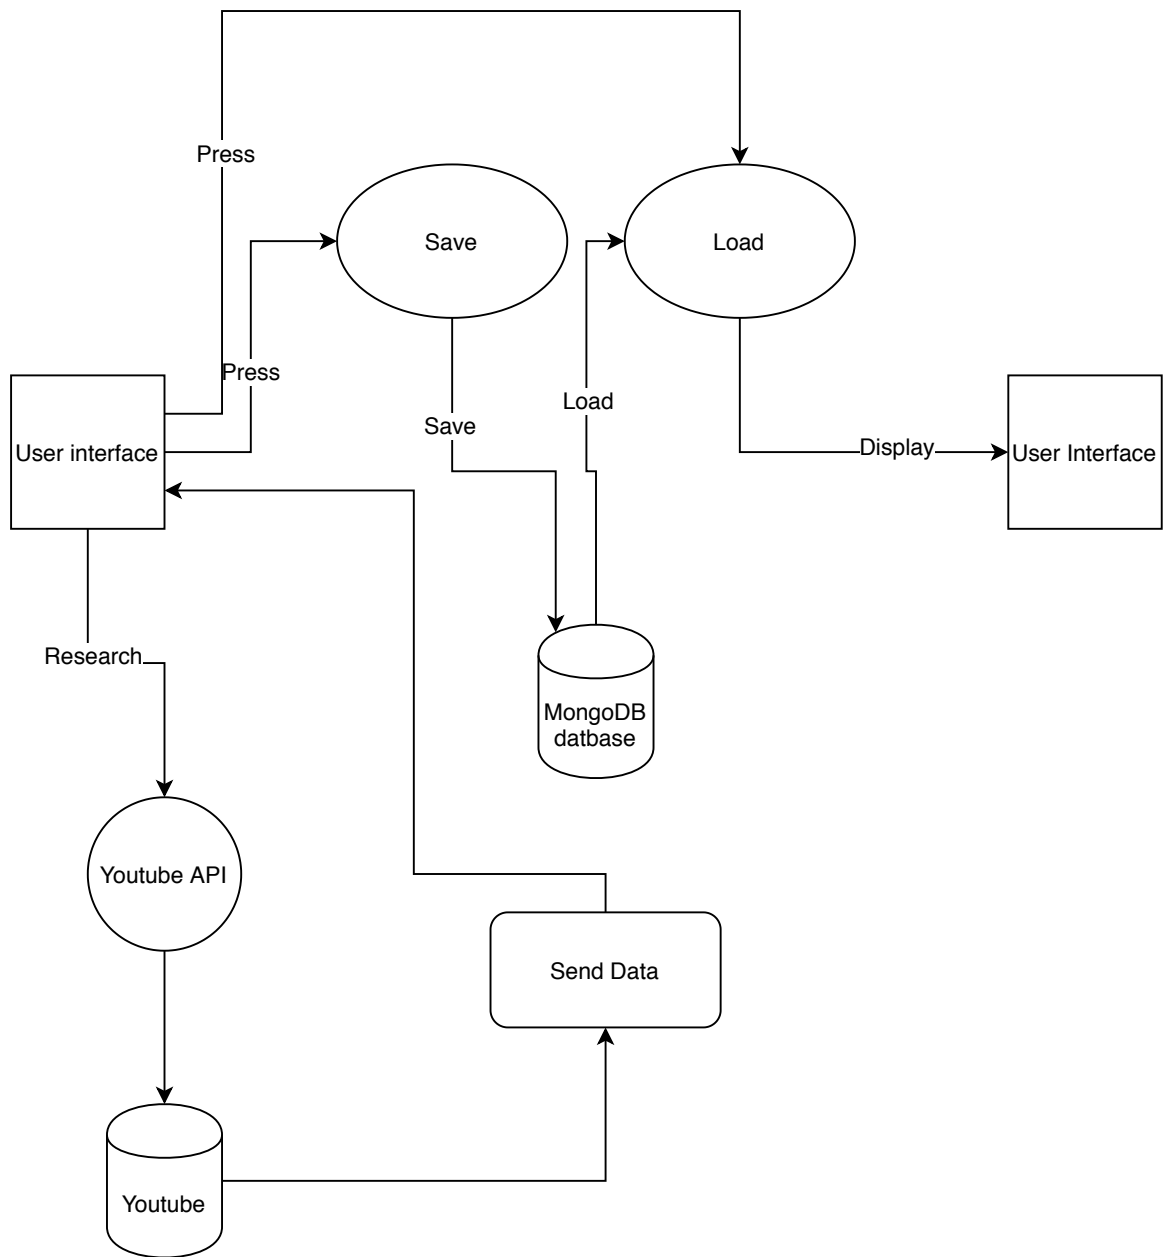 Press
Save
Load
Press
Load
Save
User interface
Display
User Interface
Research
MongoDB
datbase
Youtube API
Send Data
Youtube